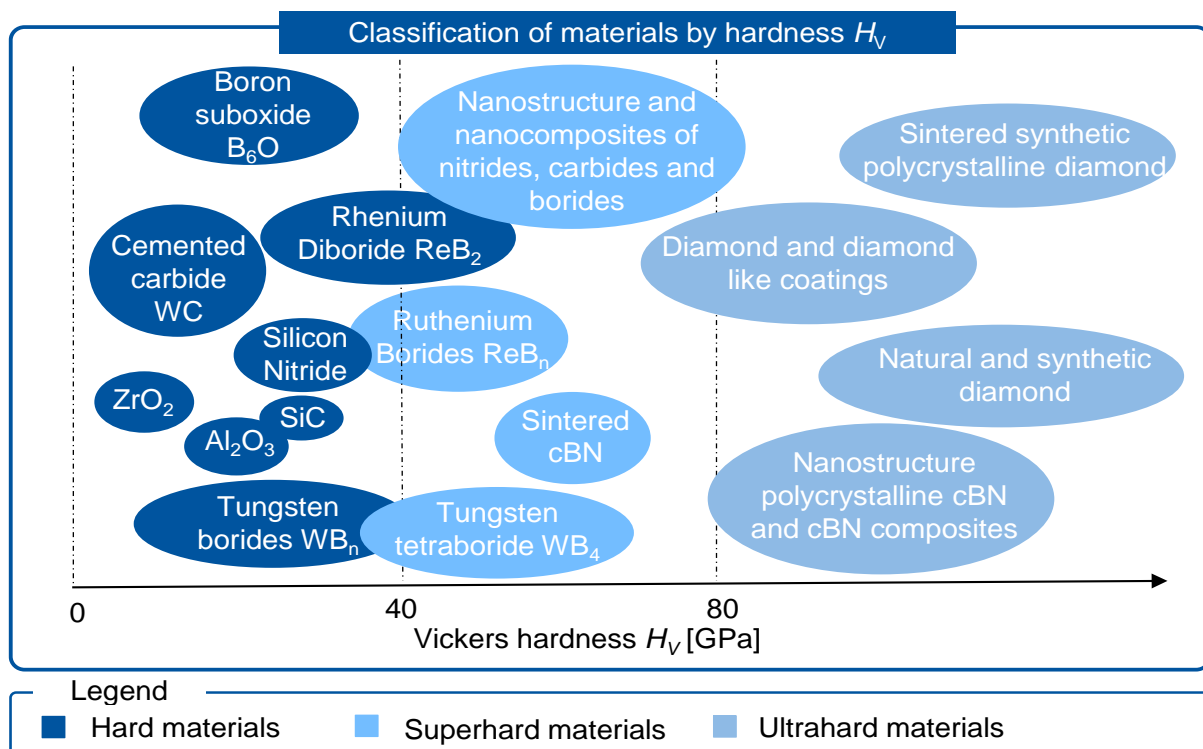 Classification of materials by hardness H_V
Boron
suboxide
B₆O
Nanostructure and
nanocomposites of
nitrides, carbides and
borides
Sintered synthetic
polycrystalline diamond
Cemented
carbide
WC
Rhenium
Diboride ReB₂
Diamond and diamond
like coatings
Silicon
Nitride
Ruthenium
Borides ReBₙ
Natural and synthetic
diamond
ZrO₂
Al₂O₃
SiC
Sintered
cBN
Nanostructure
polycrystalline cBN
and cBN composites
Tungsten
borides WBₙ
Tungsten
tetraboride WB₄
0
40
80
Vickers hardness H_V [GPa]
Legend
Hard materials
Superhard materials
Ultrahard materials